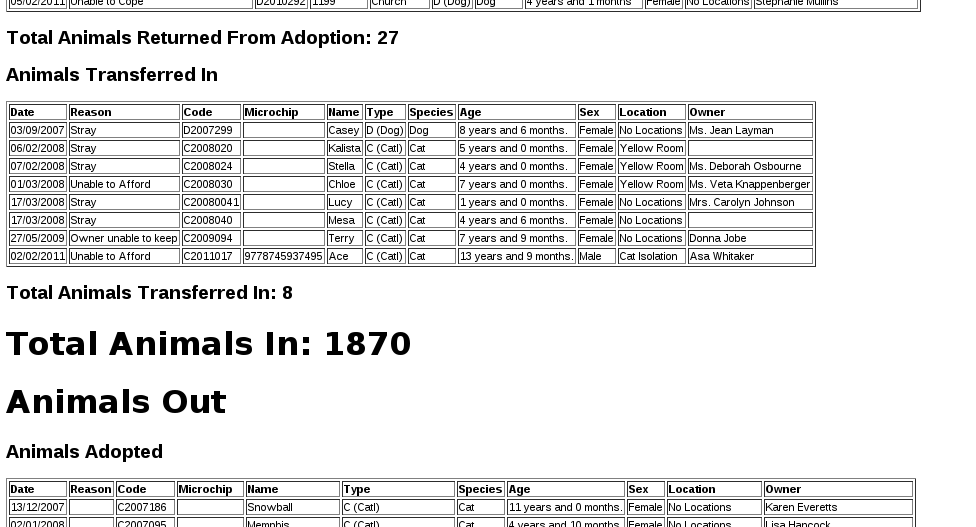 05/02/2011 Unable to Cope D2010292 1199 Church D (Dog) Dog 4 years and 1 months Female No Locations Stephanie Mullins
Total Animals Returned From Adoption: 27
Animals Transferred In
Date Reason Code Microchip Name Type Species Age Sex Location Owner
03/09/2007 Stray D2007299 Casey D (Dog) Dog 8 years and 6 months. Female No Locations Ms. Jean Layman
06/02/2008 Stray C2008020 Kalista C (Catl) Cat 5 years and 0 months. Female Yellow Room
07/02/2008 Stray C2008024 Stella C (Catl) Cat 4 years and 0 months. Female Yellow Room Ms. Deborah Osbourne
01/03/2008 Unable to Afford C2008030 Chloe C (Catl) Cat 7 years and 0 months. Female Yellow Room Ms. Veta Knappenberger
17/03/2008 Stray C20080041 Lucy C (Catl) Cat 1 years and 0 months. Female No Locations Mrs. Carolyn Johnson
17/03/2008 Stray C2008040 Mesa C (Catl) Cat 4 years and 6 months. Female No Locations
27/05/2009 Owner unable to keep C2009094 Terry C (Catl) Cat 7 years and 9 months. Female No Locations Donna Jobe
02/02/2011 Unable to Afford C2011017 9778745937495 Ace C (Catl) Cat 13 years and 9 months. Male Cat Isolation Asa Whitaker
Total Animals Transferred In: 8
Total Animals In: 1870
Animals Out
Animals Adopted
Date Reason Code Microchip Name Type Species Age Sex Location Owner
13/12/2007 C2007186 Snowball C (Catl) Cat 11 years and 0 months. Female No Locations Karen Everetts
02/01/2008 C2007095 Memphis C (Catl) Cat 4 years and 10 months. Female No Locations Lisa Hancock